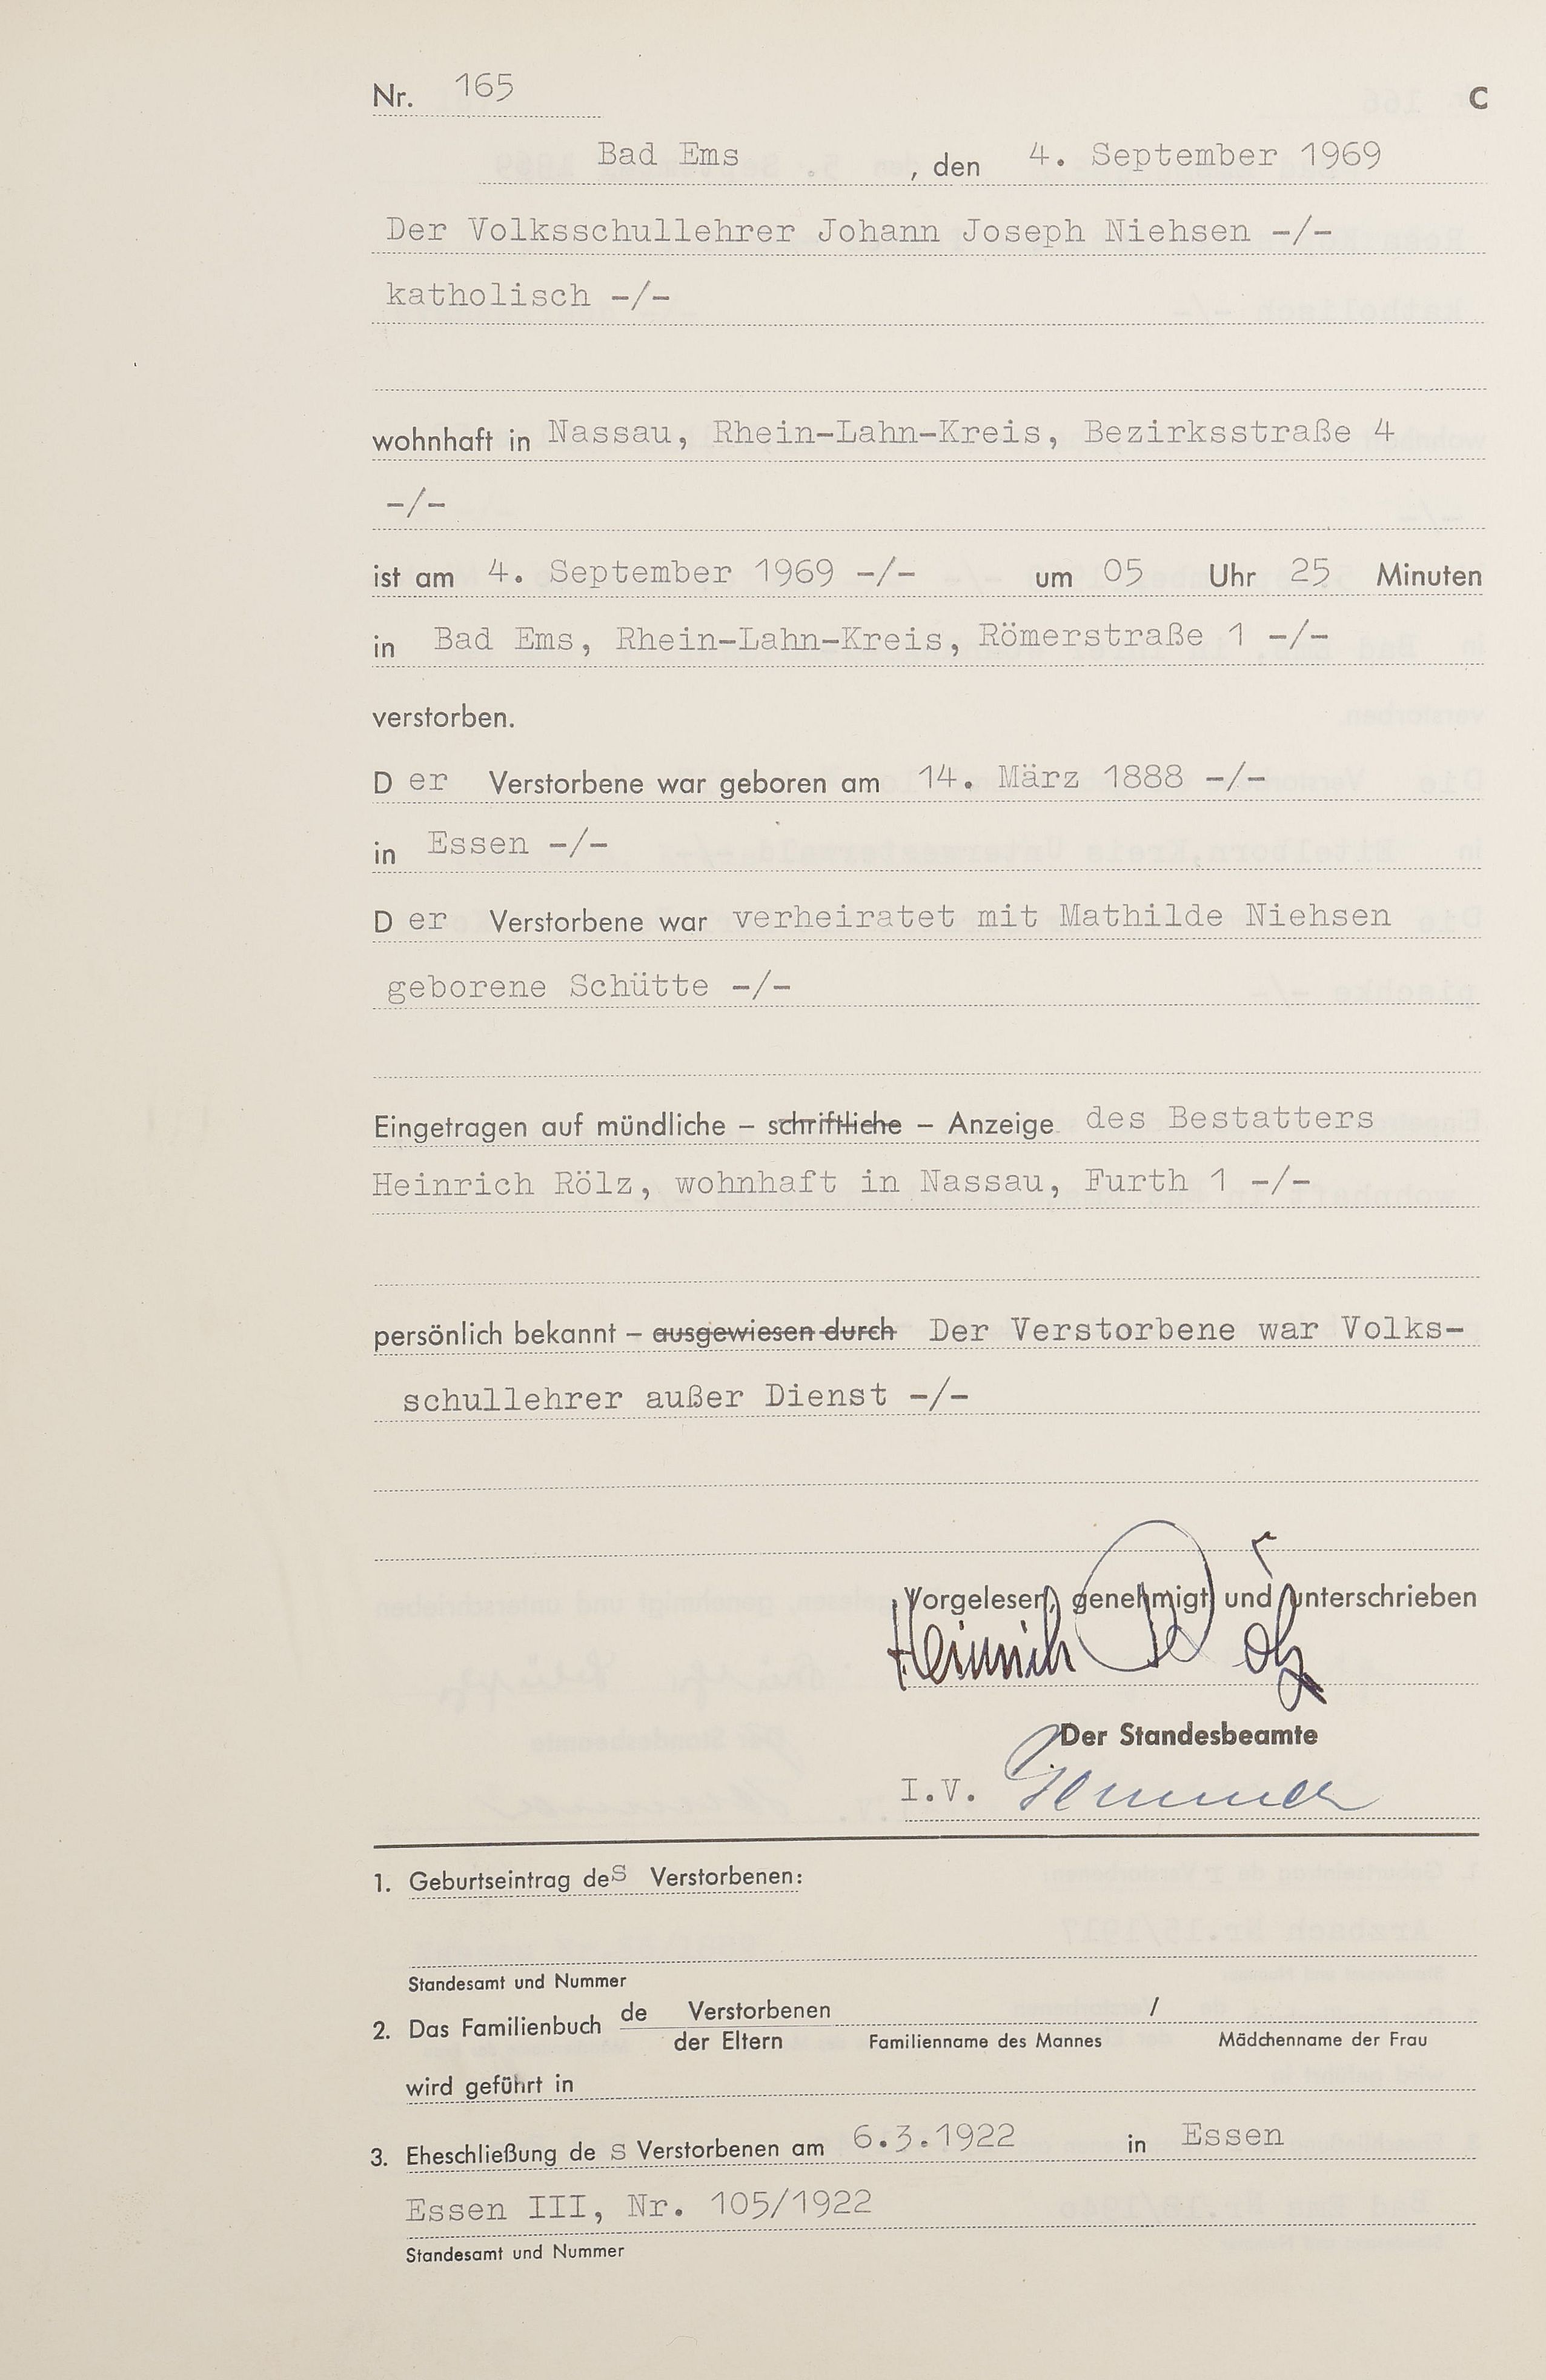 Nr. 165 C
Bad Ems , den 4. September 1969
Der Volksschullehrer Johann Joseph Niehsen -/-
katholisch -/-
wohnhaft in Nassau, Rhein-Lahn-Kreis, Bezirksstraße 4
-/-
ist am 4. September 1969 -/- um 05 Uhr 25 Minuten
in Bad Ems, Rhein-Lahn-Kreis, Römerstraße 1 -/-
verstorben.
D er Verstorbene war geboren am 14. März 1888 -/-
in Essen -/-
D er Verstorbene war verheiratet mit Mathilde Niehsen
geborene Schütte -/-
Eingetragen auf mündliche – schriftliche – Anzeige des Bestatters
Heinrich Rölz, wohnhaft in Nassau, Furth 1 -/-
persönlich bekannt – ausgewiesen durch Der Verstorbene war Volks-
schullehrer außer Dienst -/-
Vorgelesen, genehmigt und unterschrieben
Heinrich Rölz
Der Standesbeamte
I.V.
1. Geburtseintrag des Verstorbenen:
Standesamt und Nummer
2. Das Familienbuch de Verstorbenen /
der Eltern Familienname des Mannes Mädchenname der Frau
wird geführt in
3. Eheschließung de s Verstorbenen am 6.3.1922 in Essen
Essen III, Nr. 105/1922
Standesamt und Nummer